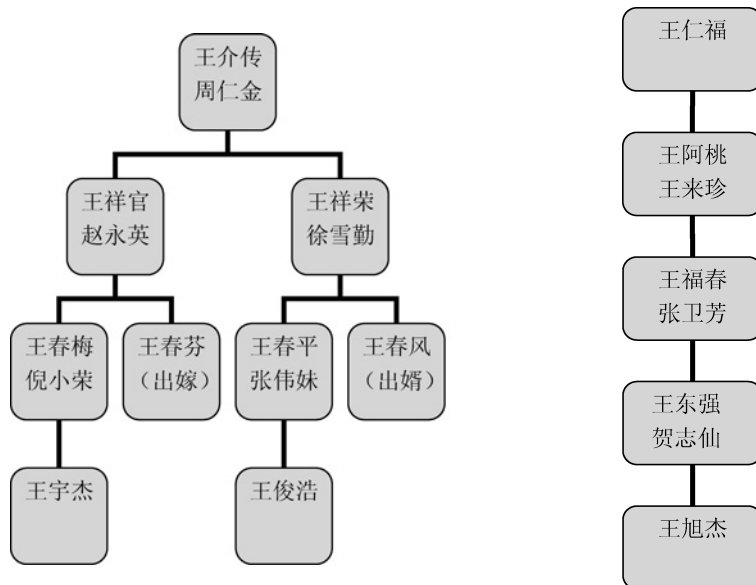 王介传
周仁金
王祥官
赵永英
王祥荣
徐雪勤
王春梅
倪小荣
王春芬
（出嫁）
王春平
张伟妹
王春风
（出婿）
王宇杰
王俊浩
王仁福
王阿桃
王来珍
王福春
张卫芳
王东强
贺志仙
王旭杰